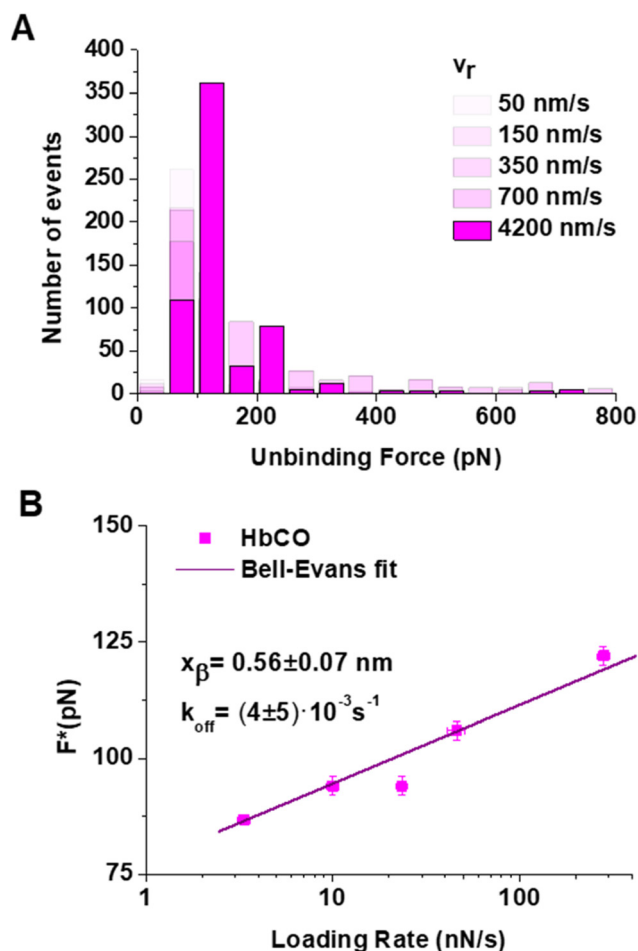 A
Number of events
400
350
300
250
200
150
100
50
0
v_r
50 nm/s
150 nm/s
350 nm/s
700 nm/s
4200 nm/s
0 200 400 600 800
Unbinding Force (pN)
B
F*(pN)
150
125
100
75
HbCO
Bell-Evans fit
xβ= 0.56±0.07 nm
k_off= (4±5)·10⁻³s⁻¹
1 10 100
Loading Rate (nN/s)